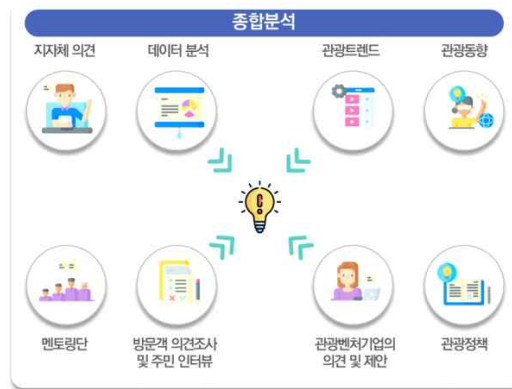 종합분석
지자체 의견
데이터 분석
관광트렌드
관광동향
멘토링단
방문객 의견조사
및 주민 인터뷰
관광벤처기업의
의견 및 제안
관광정책